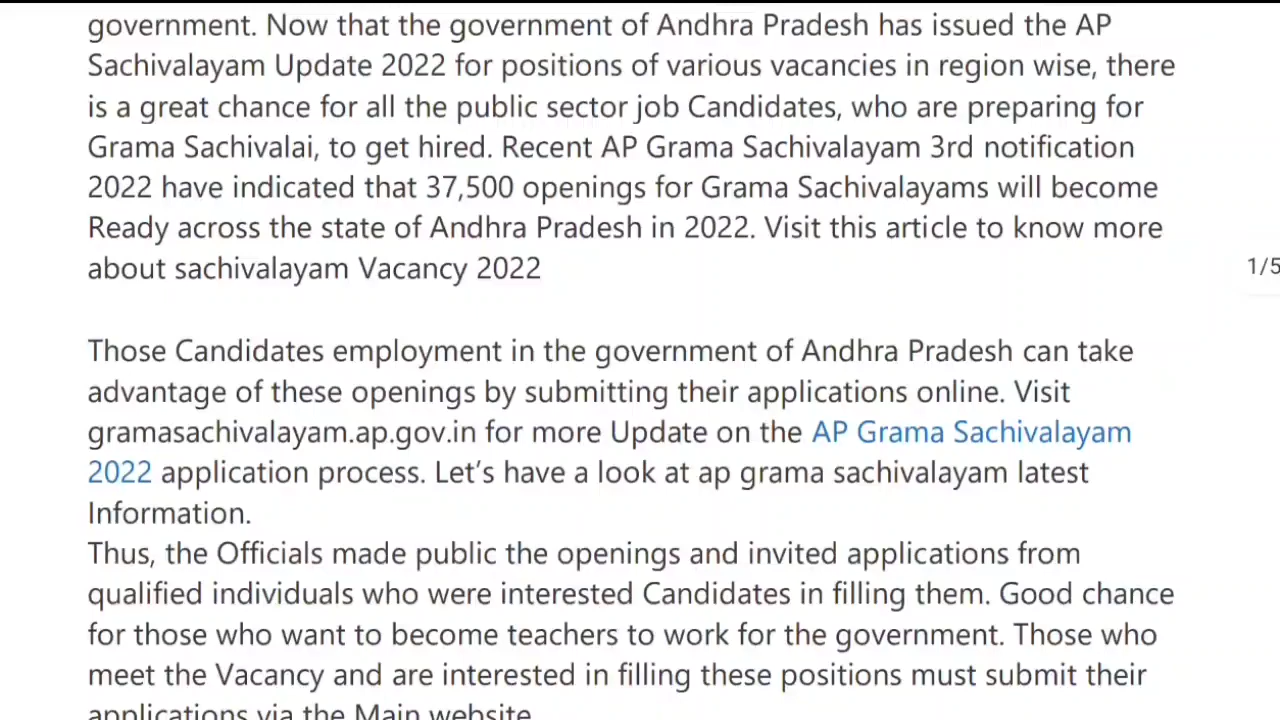 government. Now that the government of Andhra Pradesh has issued the AP
Sachivalayam Update 2022 for positions of various vacancies in region wise, there
is a great chance for all the public sector job Candidates, who are preparing for
Grama Sachivalai, to get hired. Recent AP Grama Sachivalayam 3rd notification
2022 have indicated that 37,500 openings for Grama Sachivalayams will become
Ready across the state of Andhra Pradesh in 2022. Visit this article to know more
about sachivalayam Vacancy 2022
1/5
Those Candidates employment in the government of Andhra Pradesh can take
advantage of these openings by submitting their applications online. Visit
gramasachivalayam.ap.gov.in for more Update on the AP Grama Sachivalayam
2022 application process. Let's have a look at ap grama sachivalayam latest
Information.
Thus, the Officials made public the openings and invited applications from
qualified individuals who were interested Candidates in filling them. Good chance
for those who want to become teachers to work for the government. Those who
meet the Vacancy and are interested in filling these positions must submit their
applications via the Main website